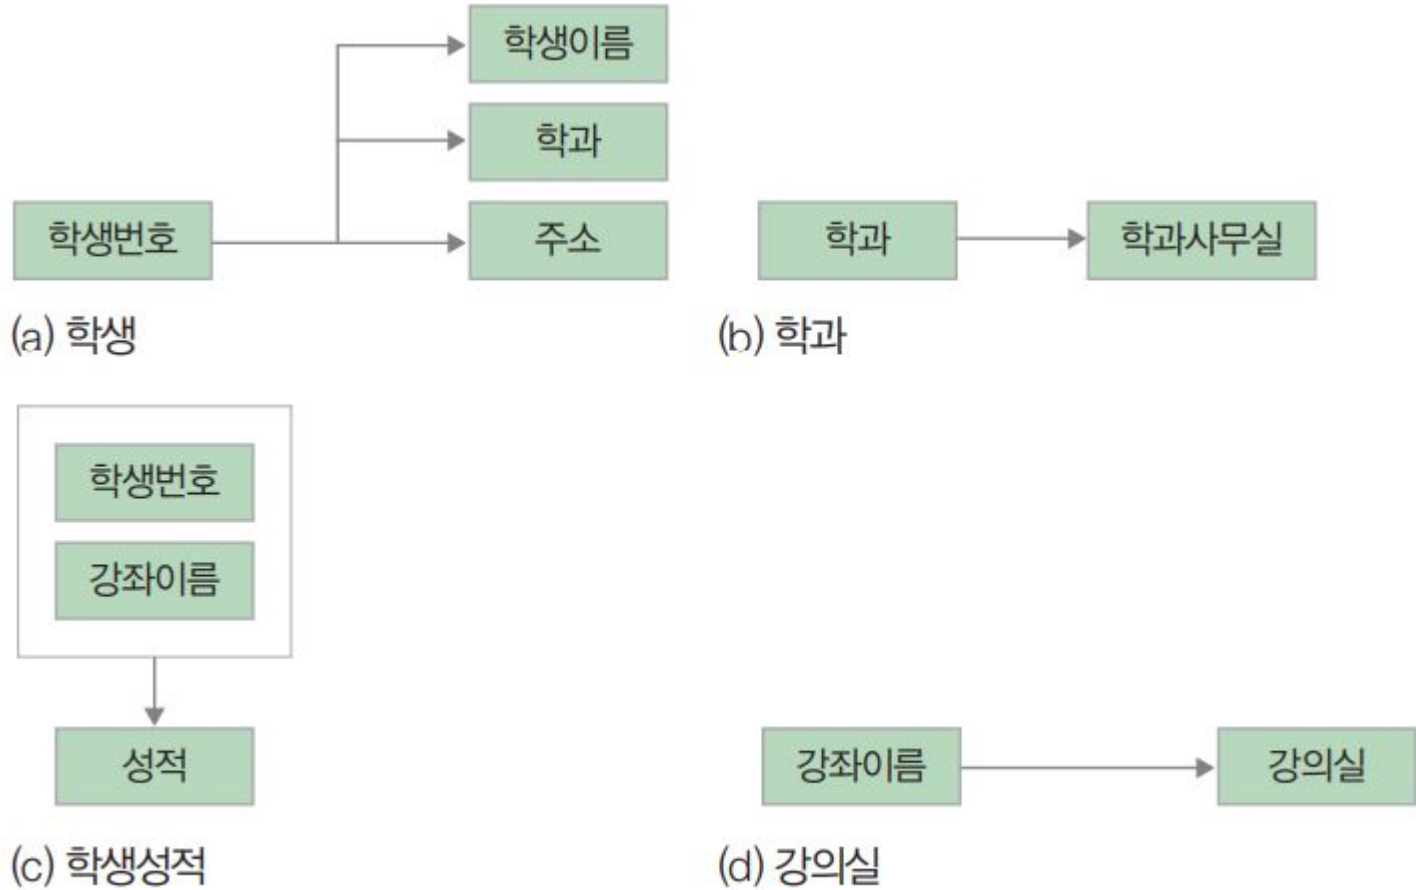 학생이름
학과
학생번호
주소
(a) 학생
학과
학과사무실
(b) 학과
학생번호
강좌이름
성적
(c) 학생성적
강좌이름
강의실
(d) 강의실